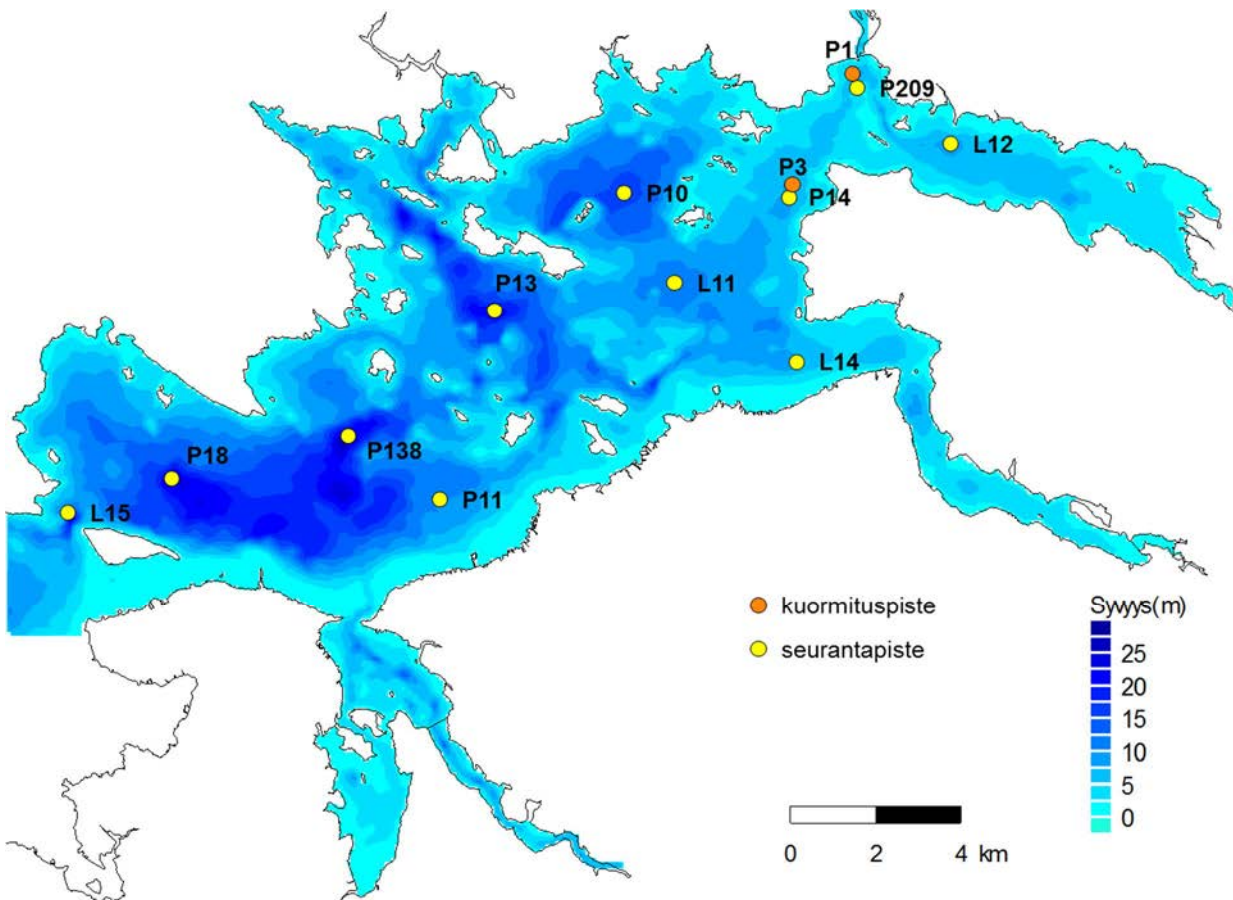 P1
P209
L12
P3
P14
P10
L11
P13
L14
P138
P18
P11
L15
kuormituspiste
seurantapiste
Syvyys(m)
25
20
15
10
5
0
0 2 4 km